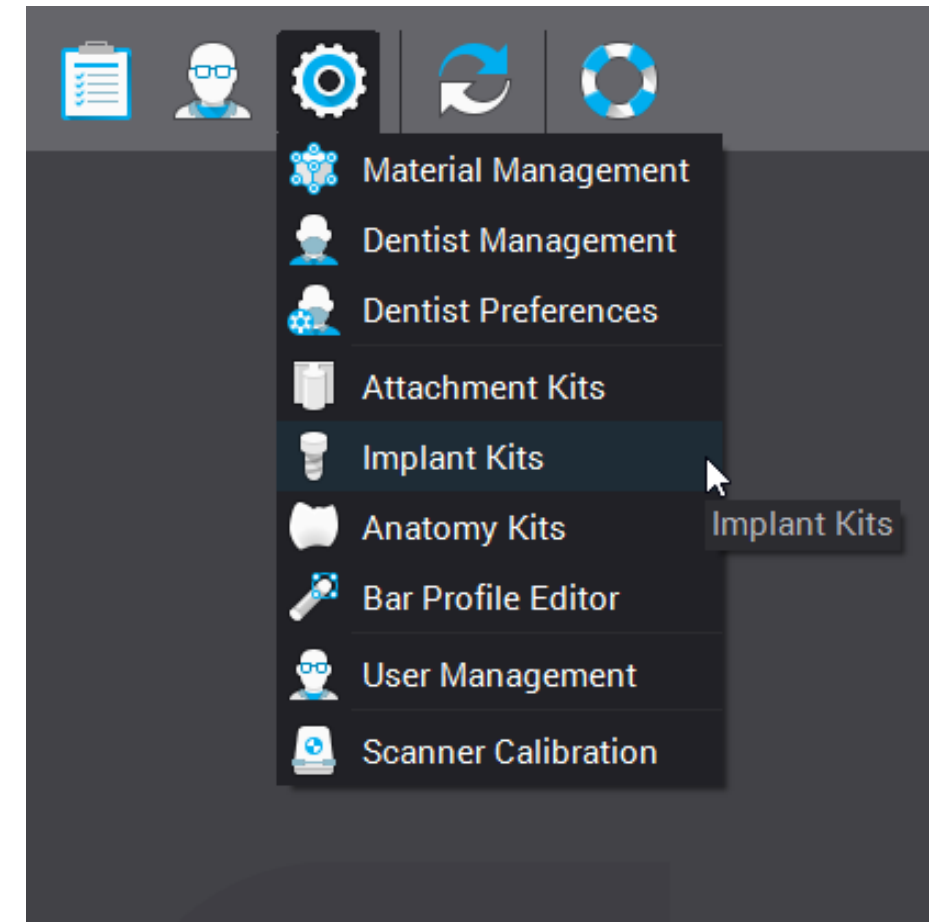 Material Management
Dentist Management
Dentist Preferences
Attachment Kits
Implant Kits
Anatomy Kits
Implant Kits
Bar Profile Editor
User Management
Scanner Calibration